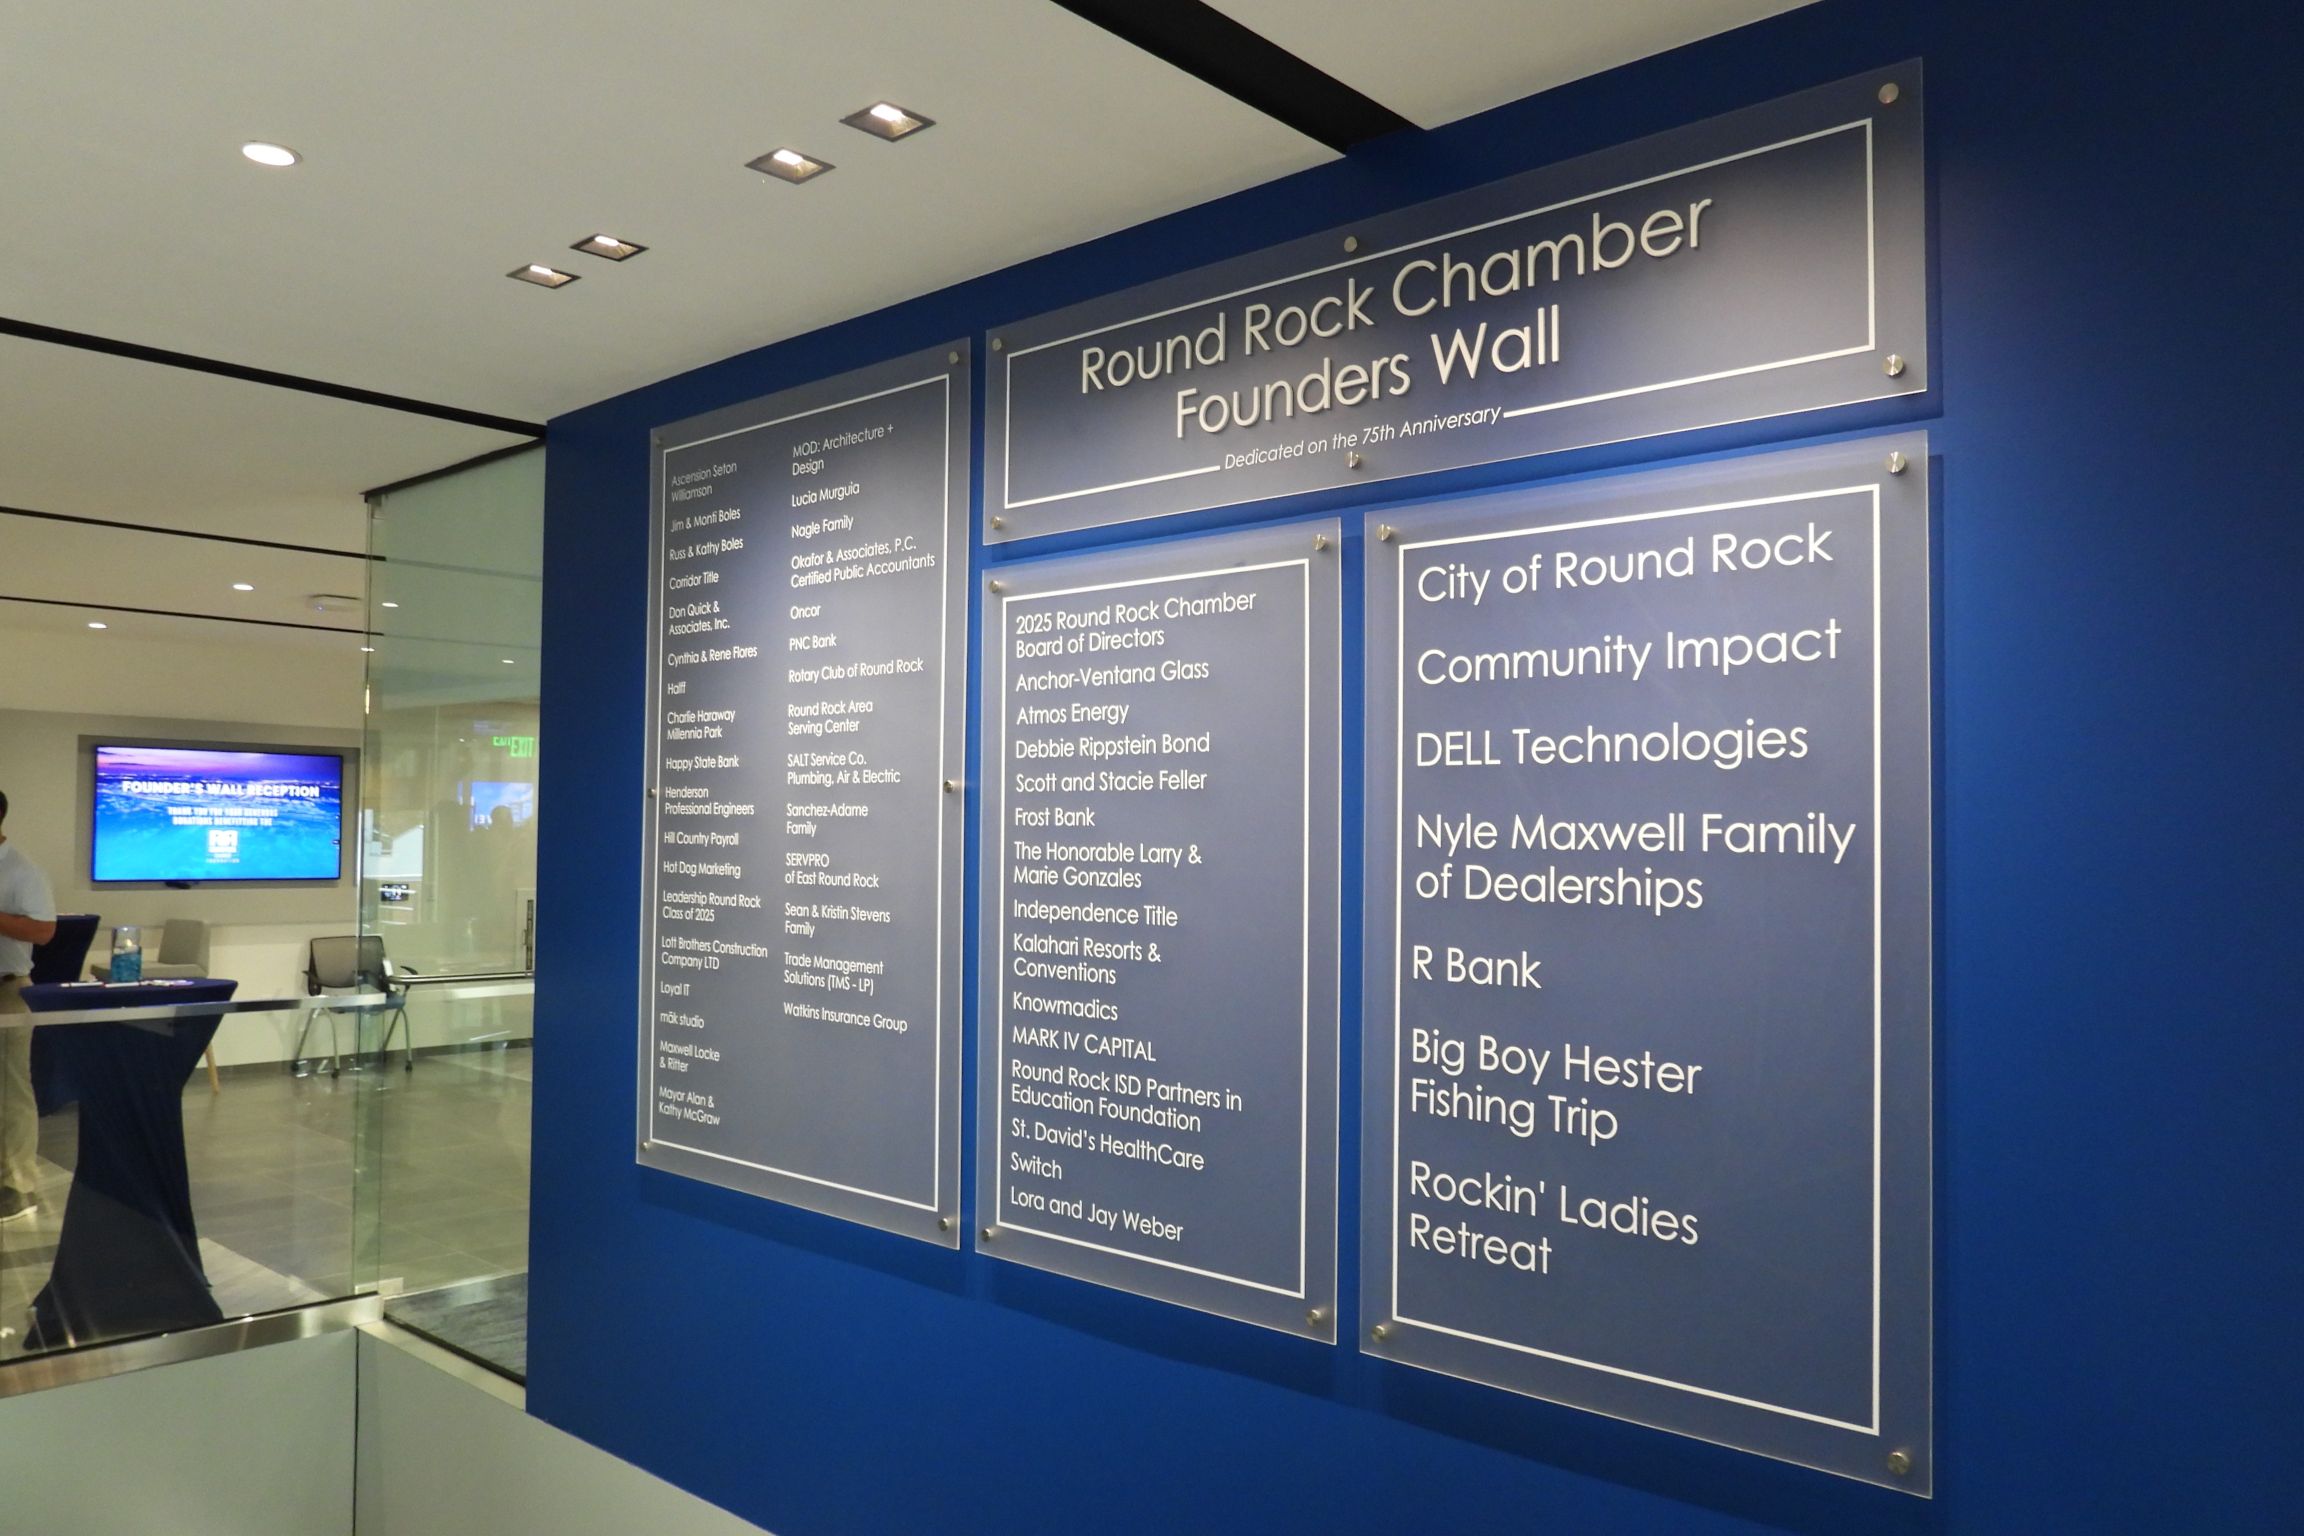 Round Rock Chamber
Founders Wall
Dedicated on the 75th Anniversary
Ascension Seton
Williamson
Jim & Monti Boles
Russ & Kathy Boles
Corridor Title
Don Quick &
Associates, Inc.
Cynthia & Rene Flores
Halff
Charlie Haraway
Millennia Park
Happy State Bank
Henderson
Professional Engineers
Hill Country Payroll
Hot Dog Marketing
Leadership Round Rock
Class of 2025
Lott Brothers Construction
Company LTD
Loyal IT
māk studio
Maxwell Locke
& Ritter
Mayor Alan &
Kathy McGraw
MOD: Architecture +
Design
Lucia Murguia
Nagle Family
Okafor & Associates, P.C.
Certified Public Accountants
Oncor
PNC Bank
Rotary Club of Round Rock
Round Rock Area
Serving Center
SALT Service Co.
Plumbing, Air & Electric
Sanchez-Adame
Family
SERVPRO
of East Round Rock
Sean & Kristin Stevens
Family
Trade Management
Solutions (TMS - LP)
Watkins Insurance Group
2025 Round Rock Chamber
Board of Directors
Anchor-Ventana Glass
Atmos Energy
Debbie Rippstein Bond
Scott and Stacie Feller
Frost Bank
The Honorable Larry &
Marie Gonzales
Independence Title
Kalahari Resorts &
Conventions
Knowmadics
MARK IV CAPITAL
Round Rock ISD Partners in
Education Foundation
St. David's HealthCare
Switch
Lora and Jay Weber
City of Round Rock
Community Impact
DELL Technologies
Nyle Maxwell Family
of Dealerships
R Bank
Big Boy Hester
Fishing Trip
Rockin' Ladies
Retreat
FOUNDER'S WALL RECEPTION
THANK YOU FOR YOUR GENEROUS
DONATIONS BENEFITTING THE
EXIT